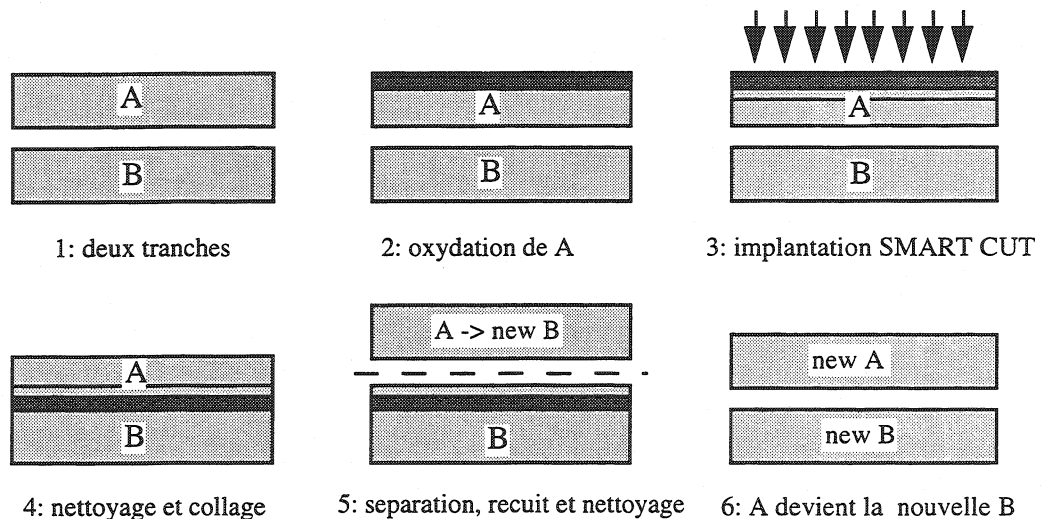 A
B
1: deux tranches
A
B
2: oxydation de A
A
B
3: implantation SMART CUT
A
B
4: nettoyage et collage
A -> new B
B
5: separation, recuit et nettoyage
new A
new B
6: A devient la nouvelle B